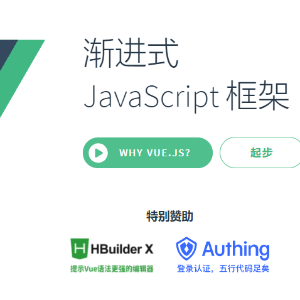 渐进式
JavaScript 框架
WHY VUE.JS?
起步
特别赞助
HBuilder X
提示Vue语法更强的编辑器
Authing
登录认证，五行代码足矣